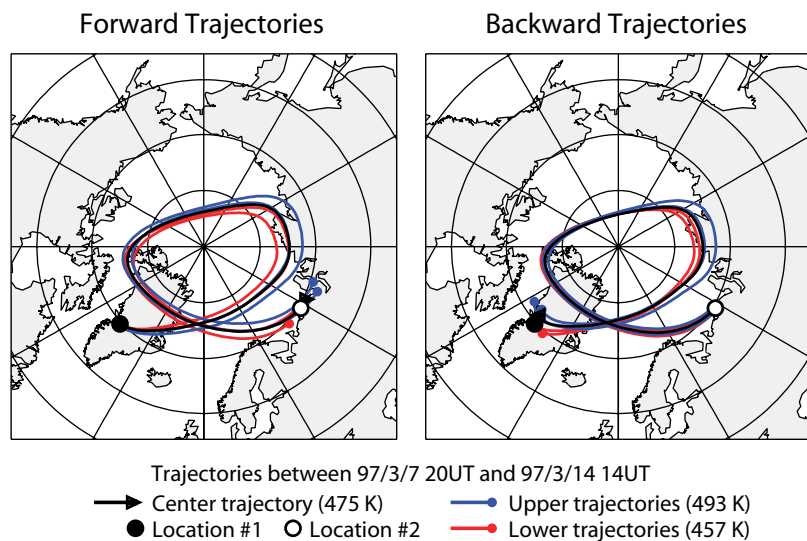 Forward Trajectories
Backward Trajectories
Trajectories between 97/3/7 20UT and 97/3/14 14UT
Center trajectory (475 K)
Upper trajectories (493 K)
Location #1
Location #2
Lower trajectories (457 K)